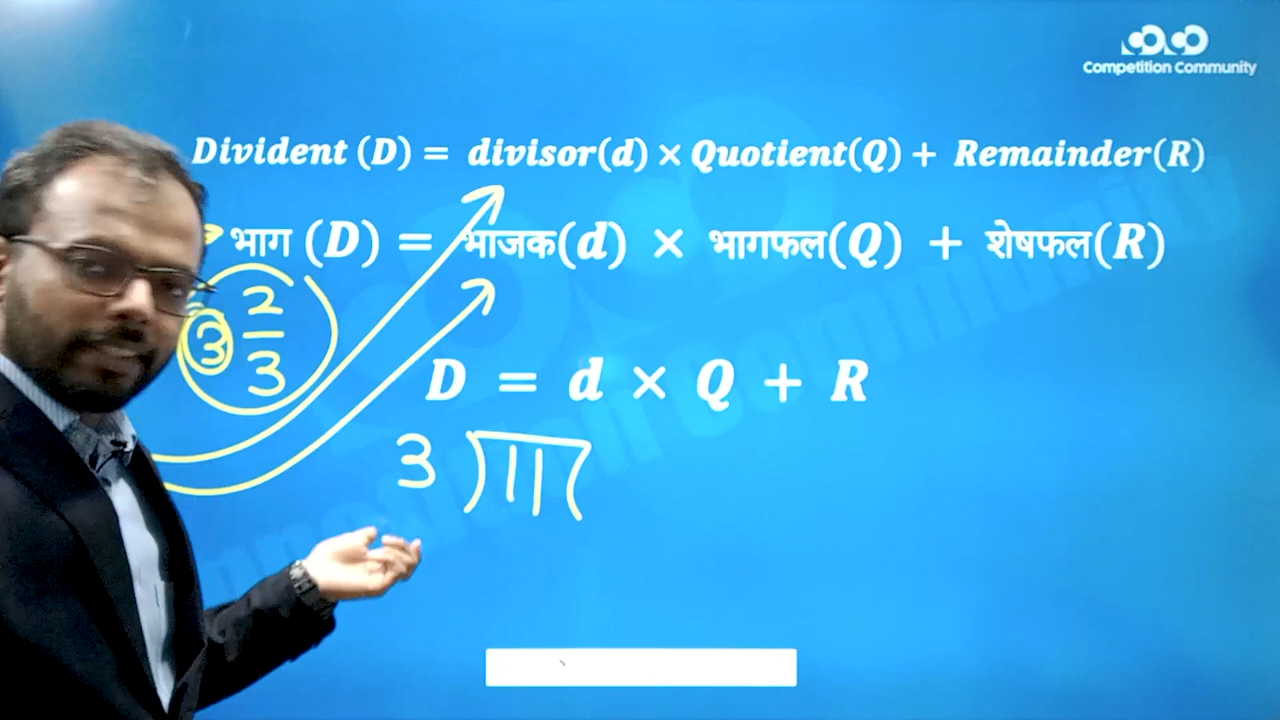 Competition Community
Divident (D) = divisor(d) × Quotient(Q) + Remainder(R)
भाग (D) = भाजक(d) × भागफल(Q) + शेषफल(R)
3 2/3
D = d × Q + R
3 ) 11 (